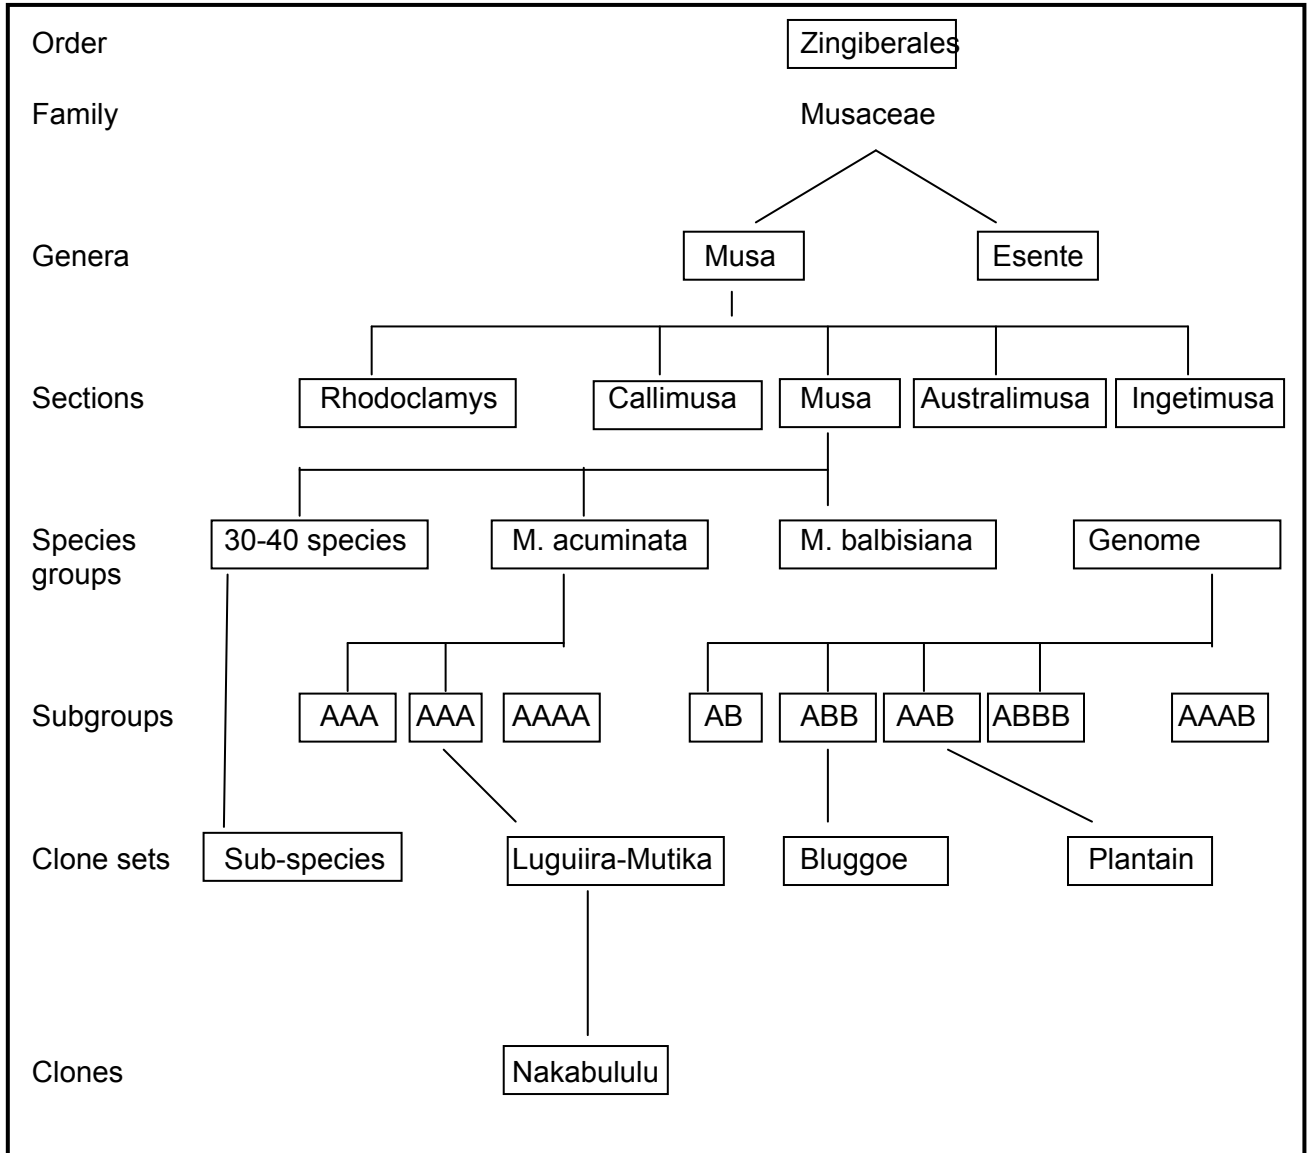 Order Zingiberales
Family Musaceae
Genera Musa Esente
Sections Rhodoclamys Callimusa Musa Australimusa Ingetimusa
Species groups 30-40 species M. acuminata M. balbisiana Genome
Subgroups AAA AAA AAAA AB ABB AAB ABBB AAAB
Clone sets Sub-species Luguiira-Mutika Bluggoe Plantain
Clones Nakabululu